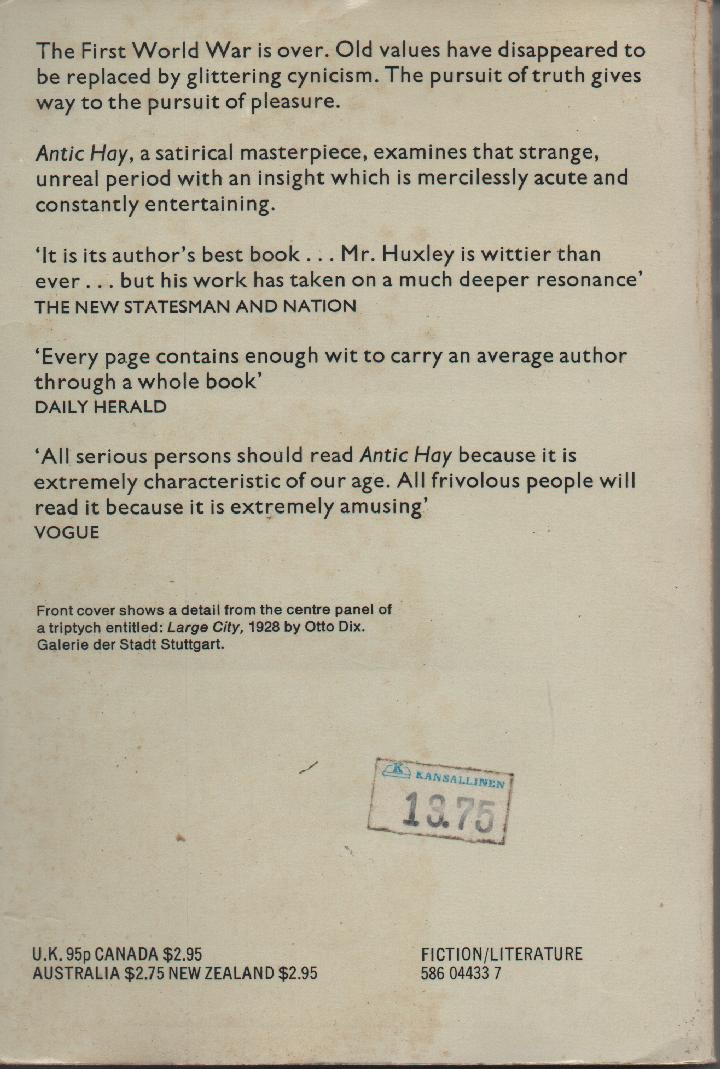 The First World War is over. Old values have disappeared to
be replaced by glittering cynicism. The pursuit of truth gives
way to the pursuit of pleasure.
Antic Hay, a satirical masterpiece, examines that strange,
unreal period with an insight which is mercilessly acute and
constantly entertaining.
‘It is its author’s best book . . . Mr. Huxley is wittier than
ever . . . but his work has taken on a much deeper resonance’
THE NEW STATESMAN AND NATION
‘Every page contains enough wit to carry an average author
through a whole book’
DAILY HERALD
‘All serious persons should read Antic Hay because it is
extremely characteristic of our age. All frivolous people will
read it because it is extremely amusing’
VOGUE
Front cover shows a detail from the centre panel of
a triptych entitled: Large City, 1928 by Otto Dix.
Galerie der Stadt Stuttgart.
K KANSALLINEN
13.75
U.K. 95p CANADA $2.95
AUSTRALIA $2.75 NEW ZEALAND $2.95
FICTION/LITERATURE
586 04433 7